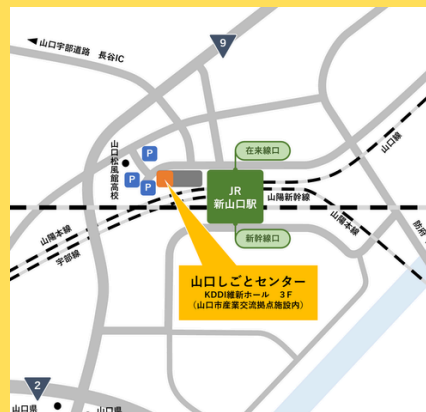 9
山口宇部道路 長谷IC
山口松風館高校
P
P
P
在来線口
山口線
JR
新山口駅
山陽新幹線
山陽本線
山陽本線
宇部線
新幹線口
防府
山口しごとセンター
KDDI維新ホール 3F
(山口市産業交流拠点施設内)
2
山口県
山口県